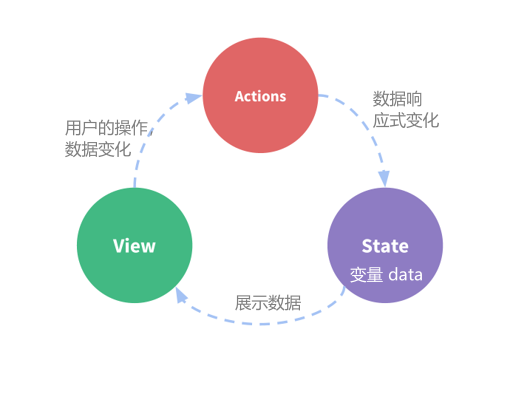 Actions
数据响
应式变化
用户的操作,
数据变化
View
State
变量 data
展示数据